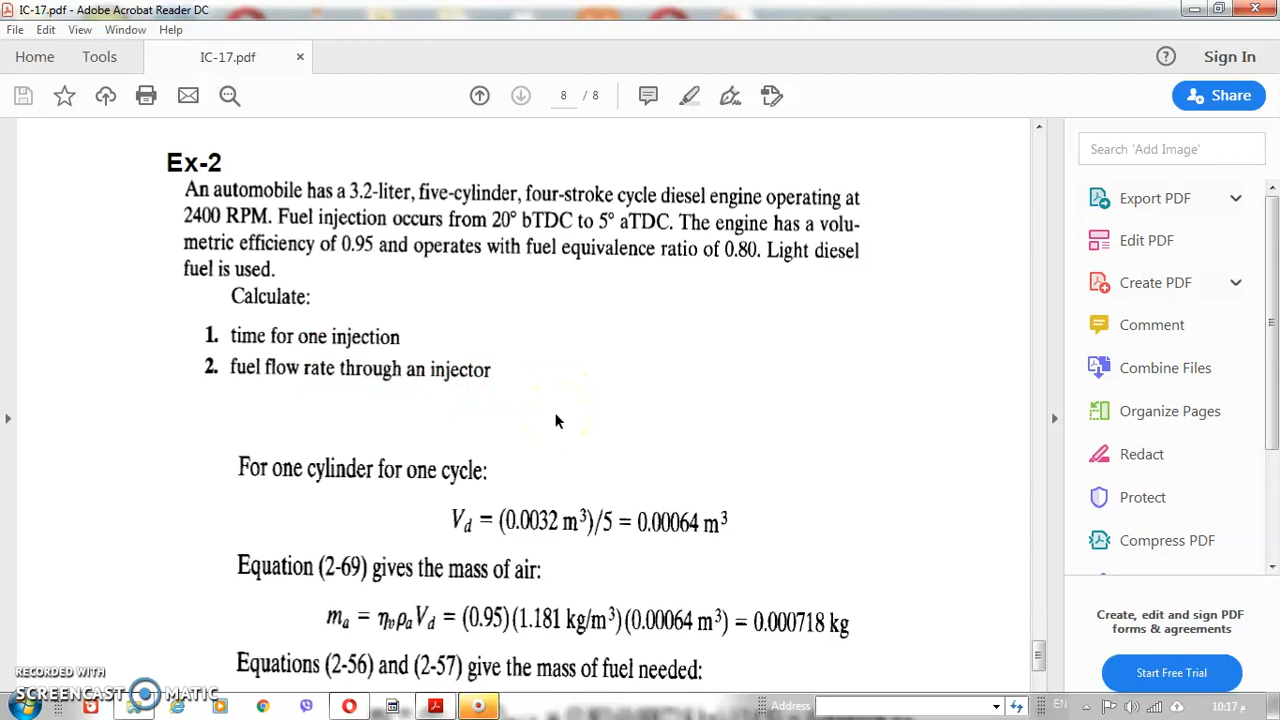 IC-17.pdf - Adobe Acrobat Reader DC
File Edit View Window Help
Home Tools IC-17.pdf × Sign In
8 / 8 Share
Search 'Add Image'
Export PDF
Edit PDF
Create PDF
Comment
Combine Files
Organize Pages
Redact
Protect
Compress PDF
Create, edit and sign PDF
forms & agreements
Start Free Trial
Ex-2
An automobile has a 3.2-liter, five-cylinder, four-stroke cycle diesel engine operating at
2400 RPM. Fuel injection occurs from 20° bTDC to 5° aTDC. The engine has a volu-
metric efficiency of 0.95 and operates with fuel equivalence ratio of 0.80. Light diesel
fuel is used.
Calculate:
1. time for one injection
2. fuel flow rate through an injector
For one cylinder for one cycle:
V_d = (0.0032 m³)/5 = 0.00064 m³
Equation (2-69) gives the mass of air:
m_a = η_v ρ_a V_d = (0.95)(1.181 kg/m³)(0.00064 m³) = 0.000718 kg
Equations (2-56) and (2-57) give the mass of fuel needed:
RECORDED WITH
SCREENCAST MATIC
Address EN 10:17 م